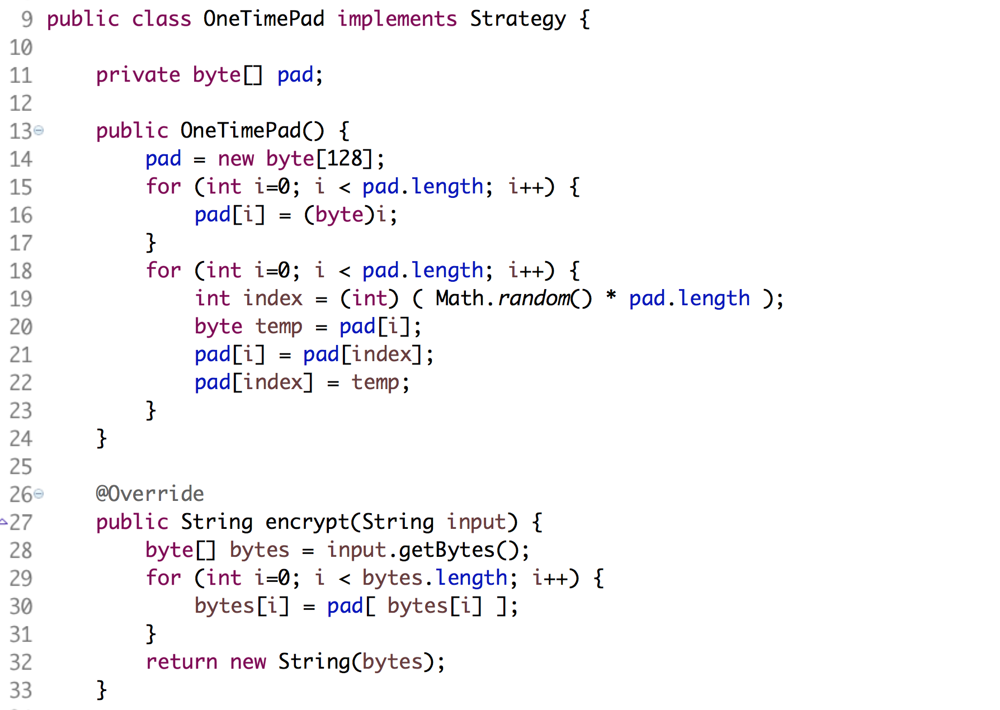 9 public class OneTimePad implements Strategy {
10
11     private byte[] pad;
12
13     public OneTimePad() {
14         pad = new byte[128];
15         for (int i=0; i < pad.length; i++) {
16             pad[i] = (byte)i;
17         }
18         for (int i=0; i < pad.length; i++) {
19             int index = (int) ( Math.random() * pad.length );
20             byte temp = pad[i];
21             pad[i] = pad[index];
22             pad[index] = temp;
23         }
24     }
25
26     @Override
27     public String encrypt(String input) {
28         byte[] bytes = input.getBytes();
29         for (int i=0; i < bytes.length; i++) {
30             bytes[i] = pad[ bytes[i] ];
31         }
32         return new String(bytes);
33     }